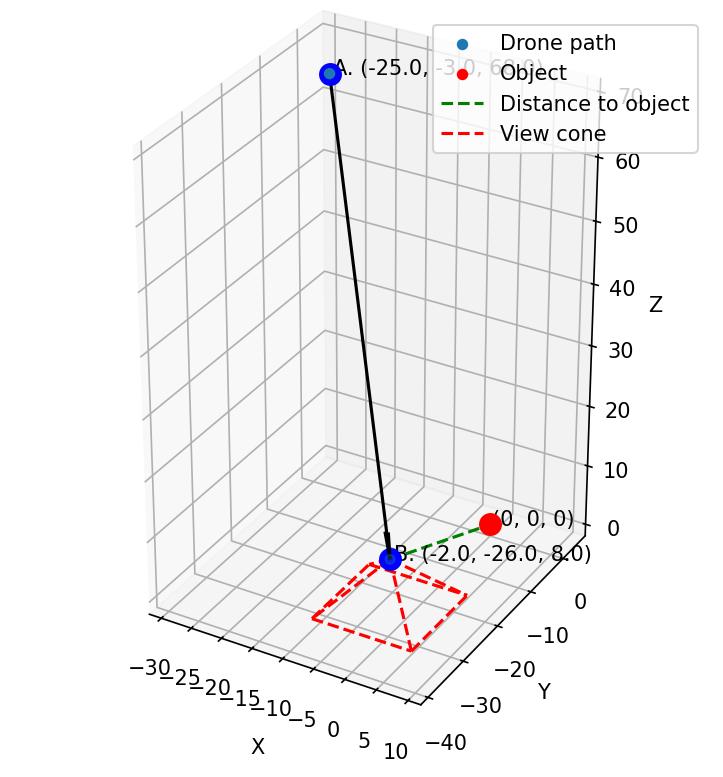 Drone path
Object
Distance to object
View cone
A. (-25.0, -3.0, 68.0)
70
60
50
40
30
20
10
0
Z
(0, 0, 0)
B. (-2.0, -26.0, 8.0)
−30
−25
−20
−15
−10
−5
0
5
10
X
−40
−30
−20
−10
0
Y